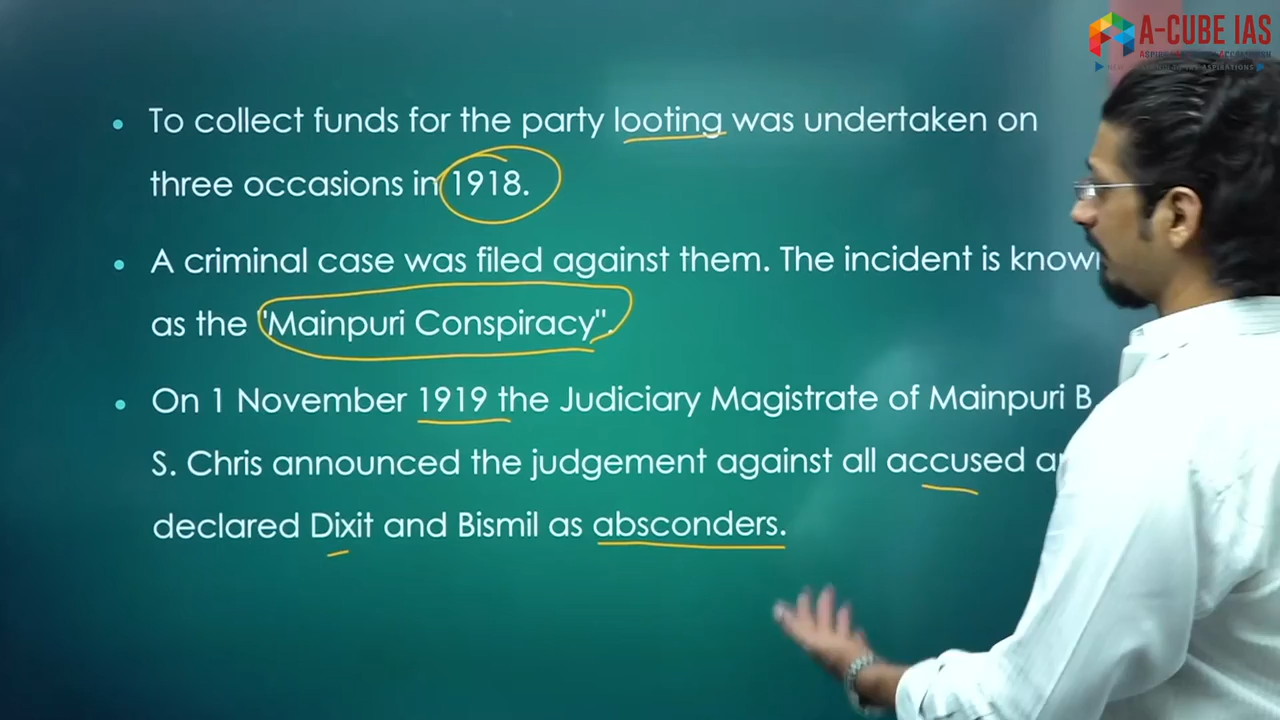 A-CUBE IAS
To collect funds for the party looting was undertaken on
three occasions in 1918.
A criminal case was filed against them. The incident is
as the "Mainpuri Conspiracy".
On 1 November 1919 the Judiciary Magistrate of Mainpuri B
S. Chris announced the judgement against all accused
declared Dixit and Bismil as absconders.